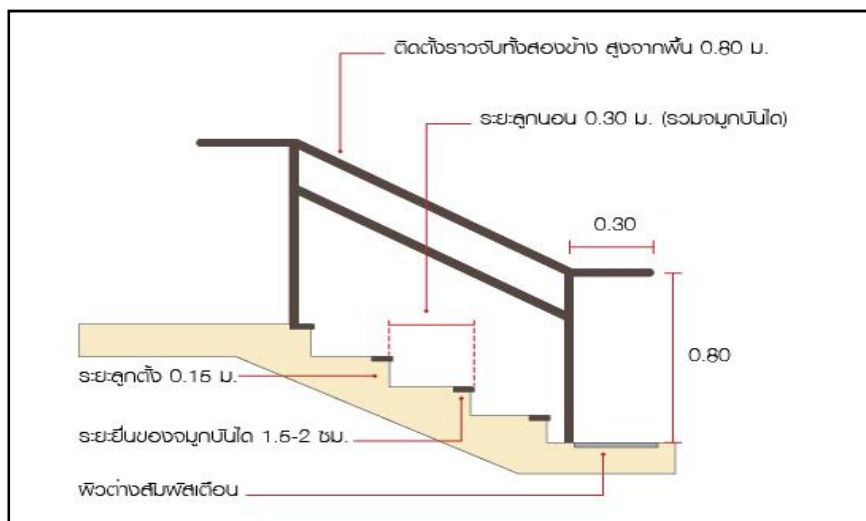 ติดตั้งราวจับทั้งสองข้าง สูงจากพื้น 0.80 ม.
ระยะลูกนอน 0.30 ม. (รวมจมูกบันได)
0.30
0.80
ระยะลูกตั้ง 0.15 ม.
ระยะยื่นของจมูกบันได 1.5-2 ซม.
ผิวต่างสัมผัสเตือน